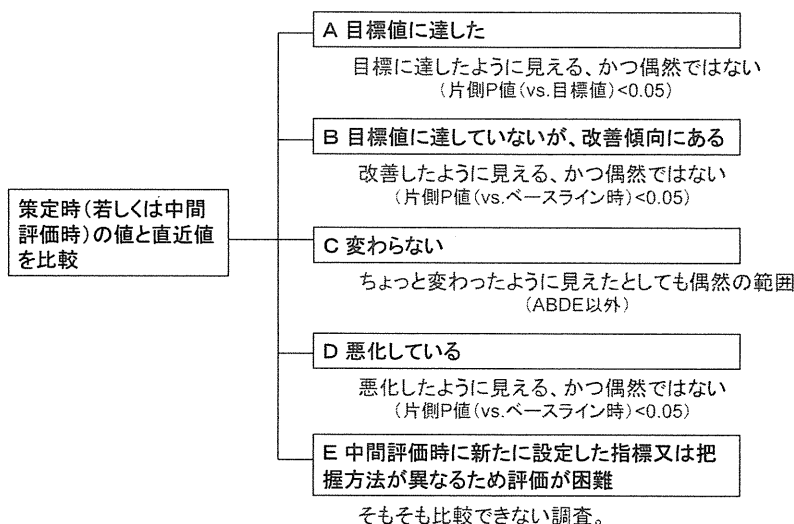 A 目標値に達した
目標に達したように見える、かつ偶然ではない
(片側P値(vs.目標値)<0.05)
B 目標値に達していないが、改善傾向にある
改善したように見える、かつ偶然ではない
(片側P値(vs.ベースライン時)<0.05)
策定時(若しくは中間
評価時)の値と直近値
を比較
C 変わらない
ちょっと変わったように見えたとしても偶然の範囲
(ABDE以外)
D 悪化している
悪化したように見える、かつ偶然ではない
(片側P値(vs.ベースライン時)<0.05)
E 中間評価時に新たに設定した指標又は把
握方法が異なるため評価が困難
そもそも比較できない調査。